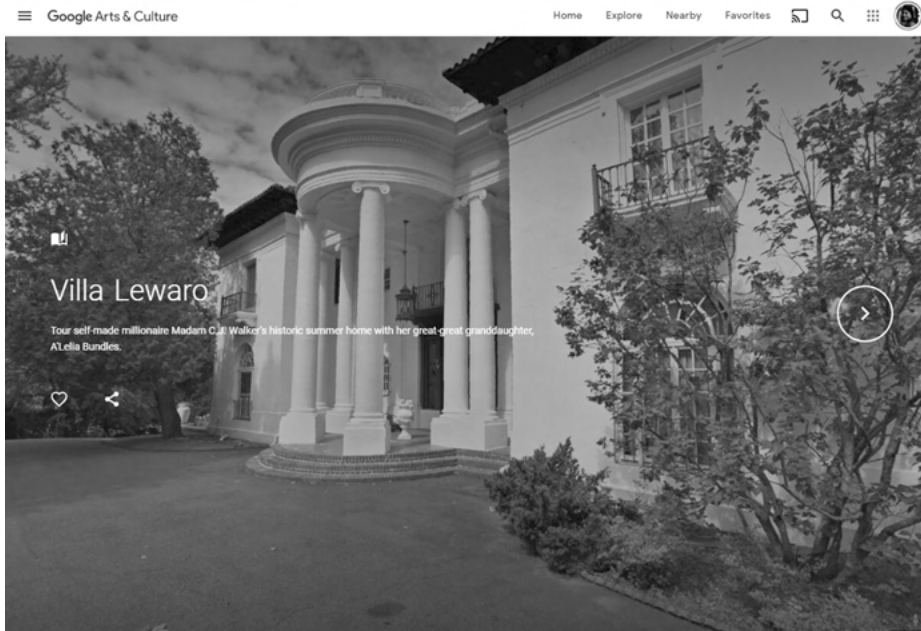 Google Arts & Culture
Home Explore Nearby Favorites
Villa Lewaro
Tour self-made millionaire Madam C.J. Walker's historic summer home with her great-great granddaughter,
A'Lelia Bundles.